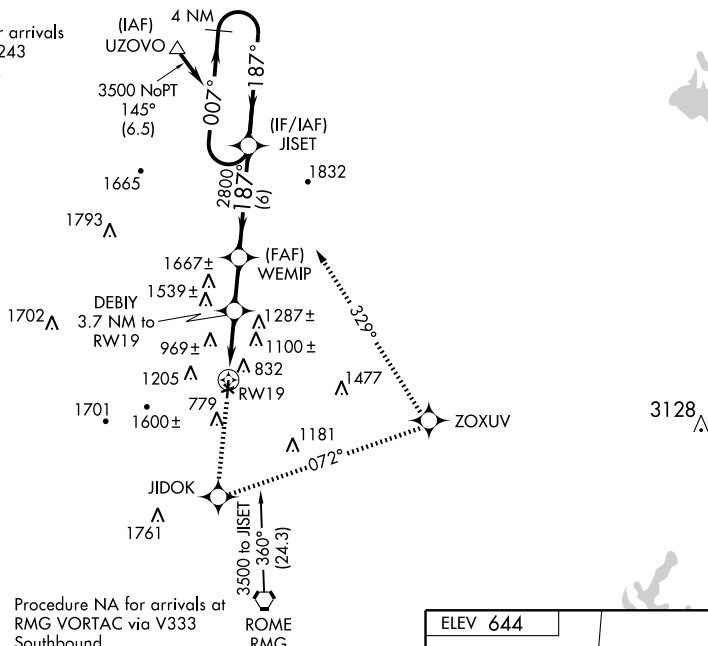 or arrivals
243
(IAF)
UZOVO
4 NM
3500 NoPT
145°
(6.5)
007°
187°
(IF/IAF)
JISET
1665
1832
2800
187°
(6)
1793
(FAF)
WEMIP
1667±
1539±
DEBIY
3.7 NM to
RW19
1702
1287±
969±
1100±
329°
832
1205
RW19
1477
779
1701
1600±
ZOXUV
3128
1181
072°
JIDOK
1761
3500 to JISET
360°
(24.3)
Procedure NA for arrivals at
RMG VORTAC via V333
Southbound
ROME
RMG
ELEV 644